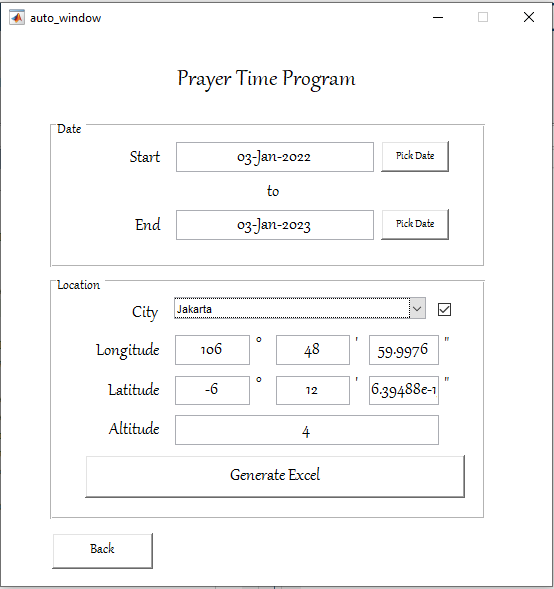 auto_window
Prayer Time Program
Date
Start 03-Jan-2022 Pick Date
to
End 03-Jan-2023 Pick Date
Location
City Jakarta
Longitude 106 ° 48 ' 59.9976 "
Latitude -6 ° 12 ' 6.39488e-1 "
Altitude 4
Generate Excel
Back